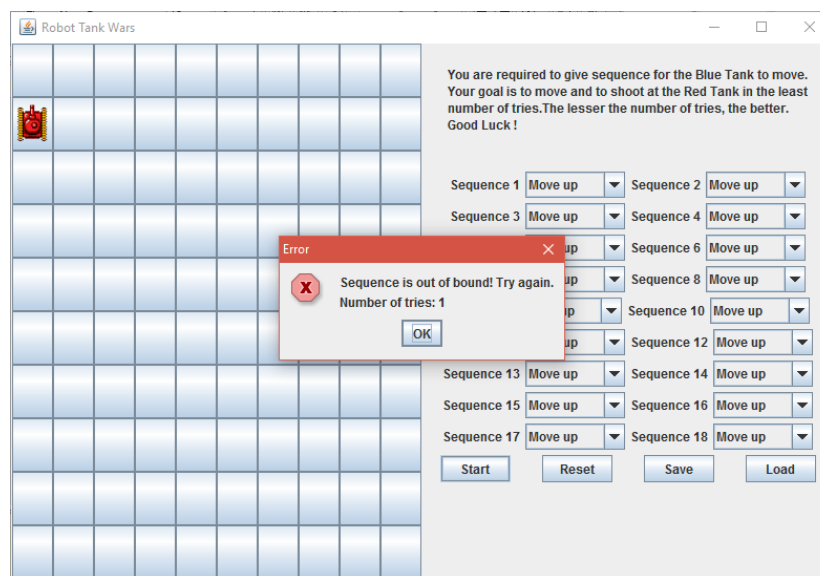 Robot Tank Wars
You are required to give sequence for the Blue Tank to move.
Your goal is to move and to shoot at the Red Tank in the least
number of tries.The lesser the number of tries, the better.
Good Luck !
Sequence 1 Move up Sequence 2 Move up
Sequence 3 Move up Sequence 4 Move up
Error
up Sequence 6 Move up
Sequence is out of bound! Try again.
Number of tries: 1
OK
up Sequence 8 Move up
up Sequence 10 Move up
up Sequence 12 Move up
Sequence 13 Move up Sequence 14 Move up
Sequence 15 Move up Sequence 16 Move up
Sequence 17 Move up Sequence 18 Move up
Start Reset Save Load